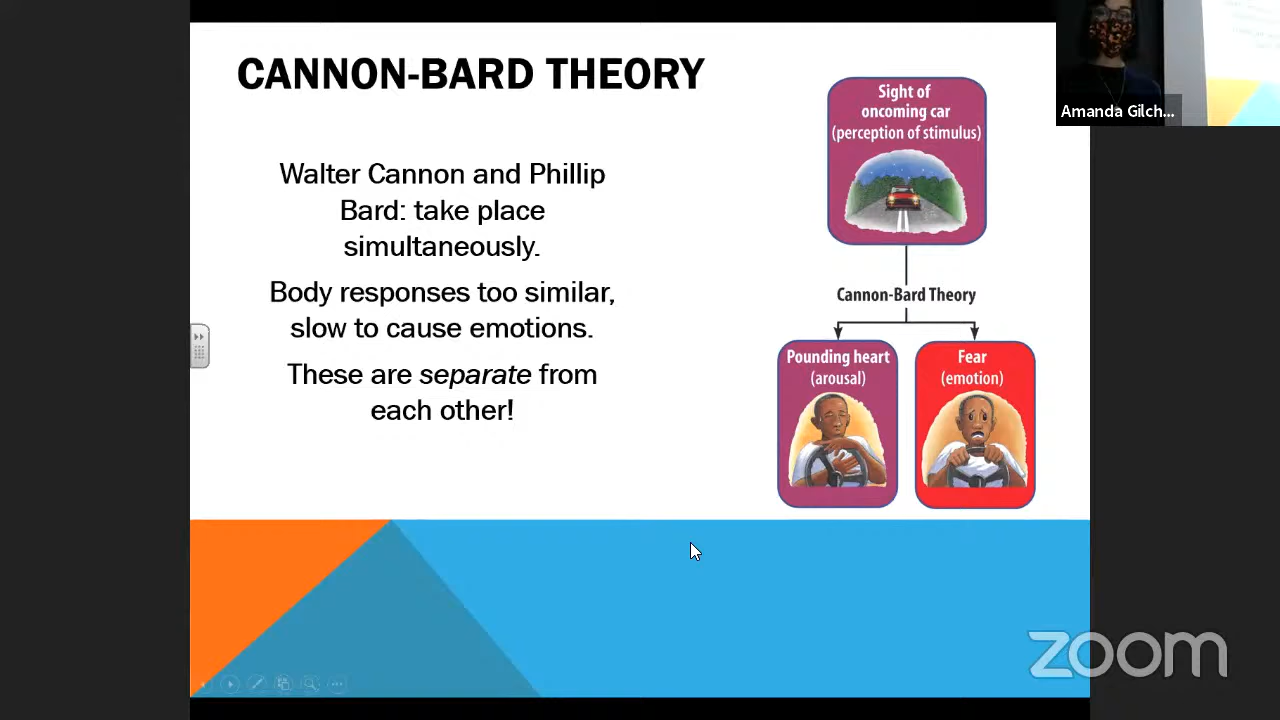 CANNON-BARD THEORY
Walter Cannon and Phillip
Bard: take place
simultaneously.
Body responses too similar,
slow to cause emotions.
These are separate from
each other!
Sight of
oncoming car
(perception of stimulus)
Cannon-Bard Theory
Pounding heart
(arousal)
Fear
(emotion)
Amanda Gilch...
zoom